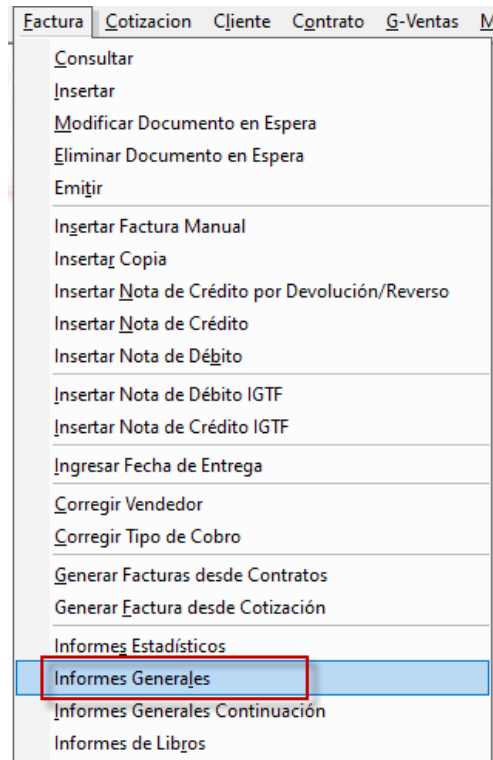 Factura Cotizacion Cliente Contrato G-Ventas M
Consultar
Insertar
Modificar Documento en Espera
Eliminar Documento en Espera
Emitir
Insertar Factura Manual
Insertar Copia
Insertar Nota de Crédito por Devolución/Reverso
Insertar Nota de Crédito
Insertar Nota de Débito
Insertar Nota de Débito IGTF
Insertar Nota de Crédito IGTF
Ingresar Fecha de Entrega
Corregir Vendedor
Corregir Tipo de Cobro
Generar Facturas desde Contratos
Generar Factura desde Cotización
Informes Estadísticos
Informes Generales
Informes Generales Continuación
Informes de Libros